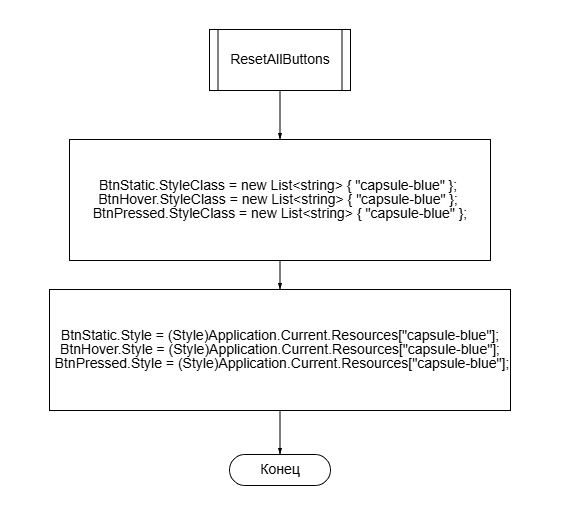 ResetAllButtons
BtnStatic.StyleClass = new List<string> { "capsule-blue" };
BtnHover.StyleClass = new List<string> { "capsule-blue" };
BtnPressed.StyleClass = new List<string> { "capsule-blue" };
BtnStatic.Style = (Style)Application.Current.Resources["capsule-blue"];
BtnHover.Style = (Style)Application.Current.Resources["capsule-blue"];
BtnPressed.Style = (Style)Application.Current.Resources["capsule-blue"];
Конец